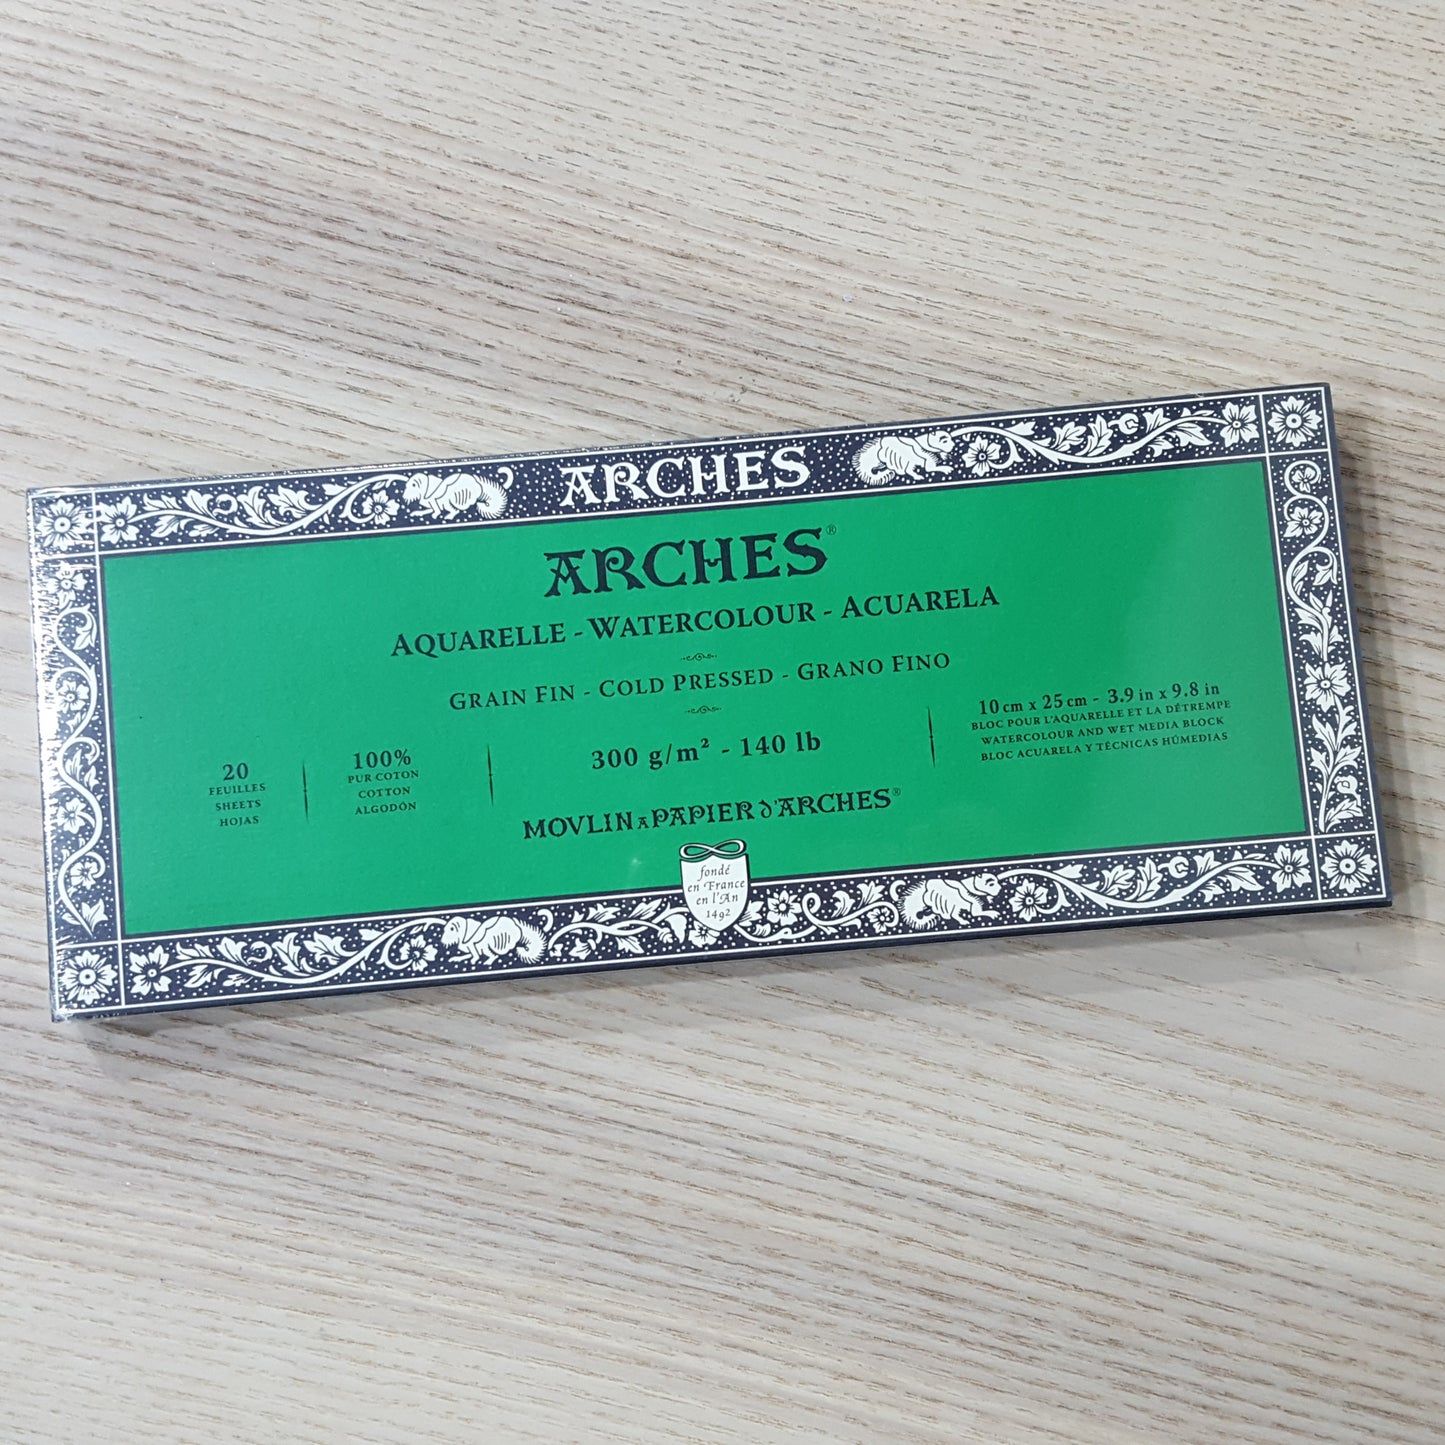 ARCHES
ARCHES®
AQUARELLE - WATERCOLOUR - ACUARELA
GRAIN FIN - COLD PRESSED - GRANO FINO
20
FEUILLES
SHEETS
HOJAS
100%
PUR COTON
COTTON
ALGODÓN
300 g/m² - 140 lb
10 cm x 25 cm - 3.9 in x 9.8 in
BLOC POUR L'AQUARELLE ET LA DÉTREMPE
WATERCOLOUR AND WET MEDIA BLOCK
BLOC ACUARELA Y TÉCNICAS HÚMEDIAS
MOVLIN A PAPIER D'ARCHES®
fondé
en France
en l'An
1492